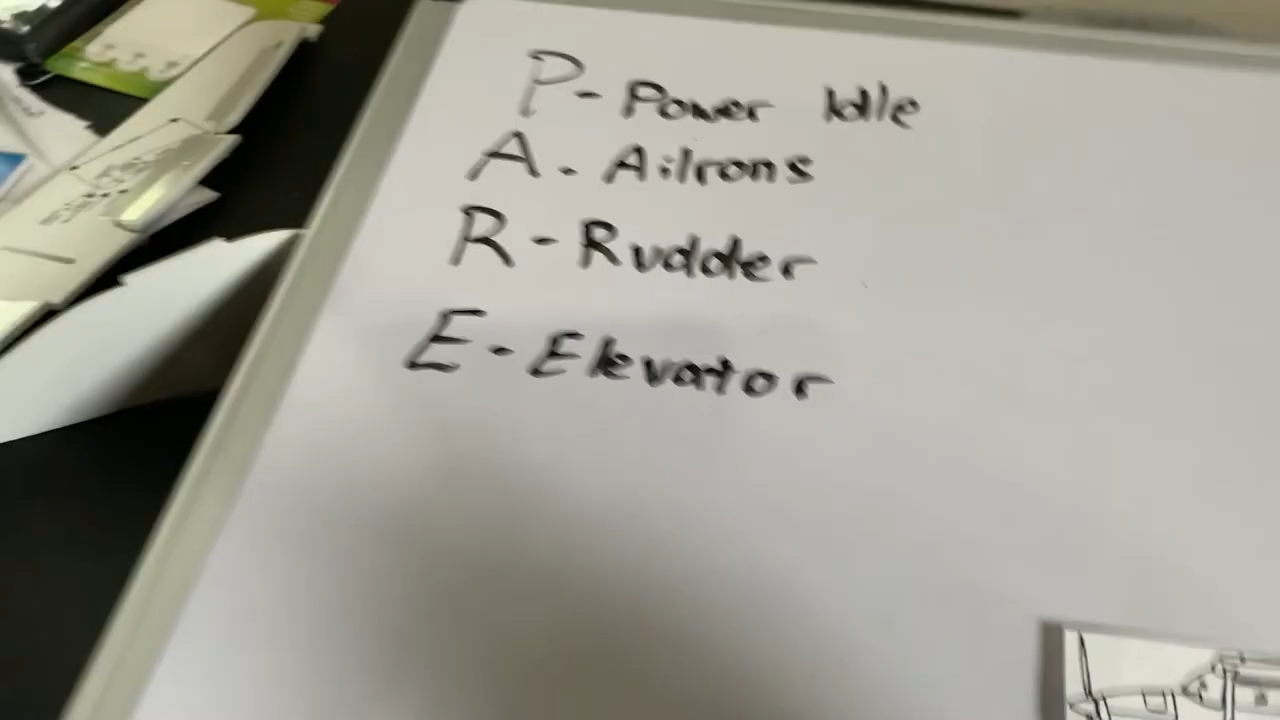 P- Power Idle
A- Ailrons
R- Rudder
E- Elevator